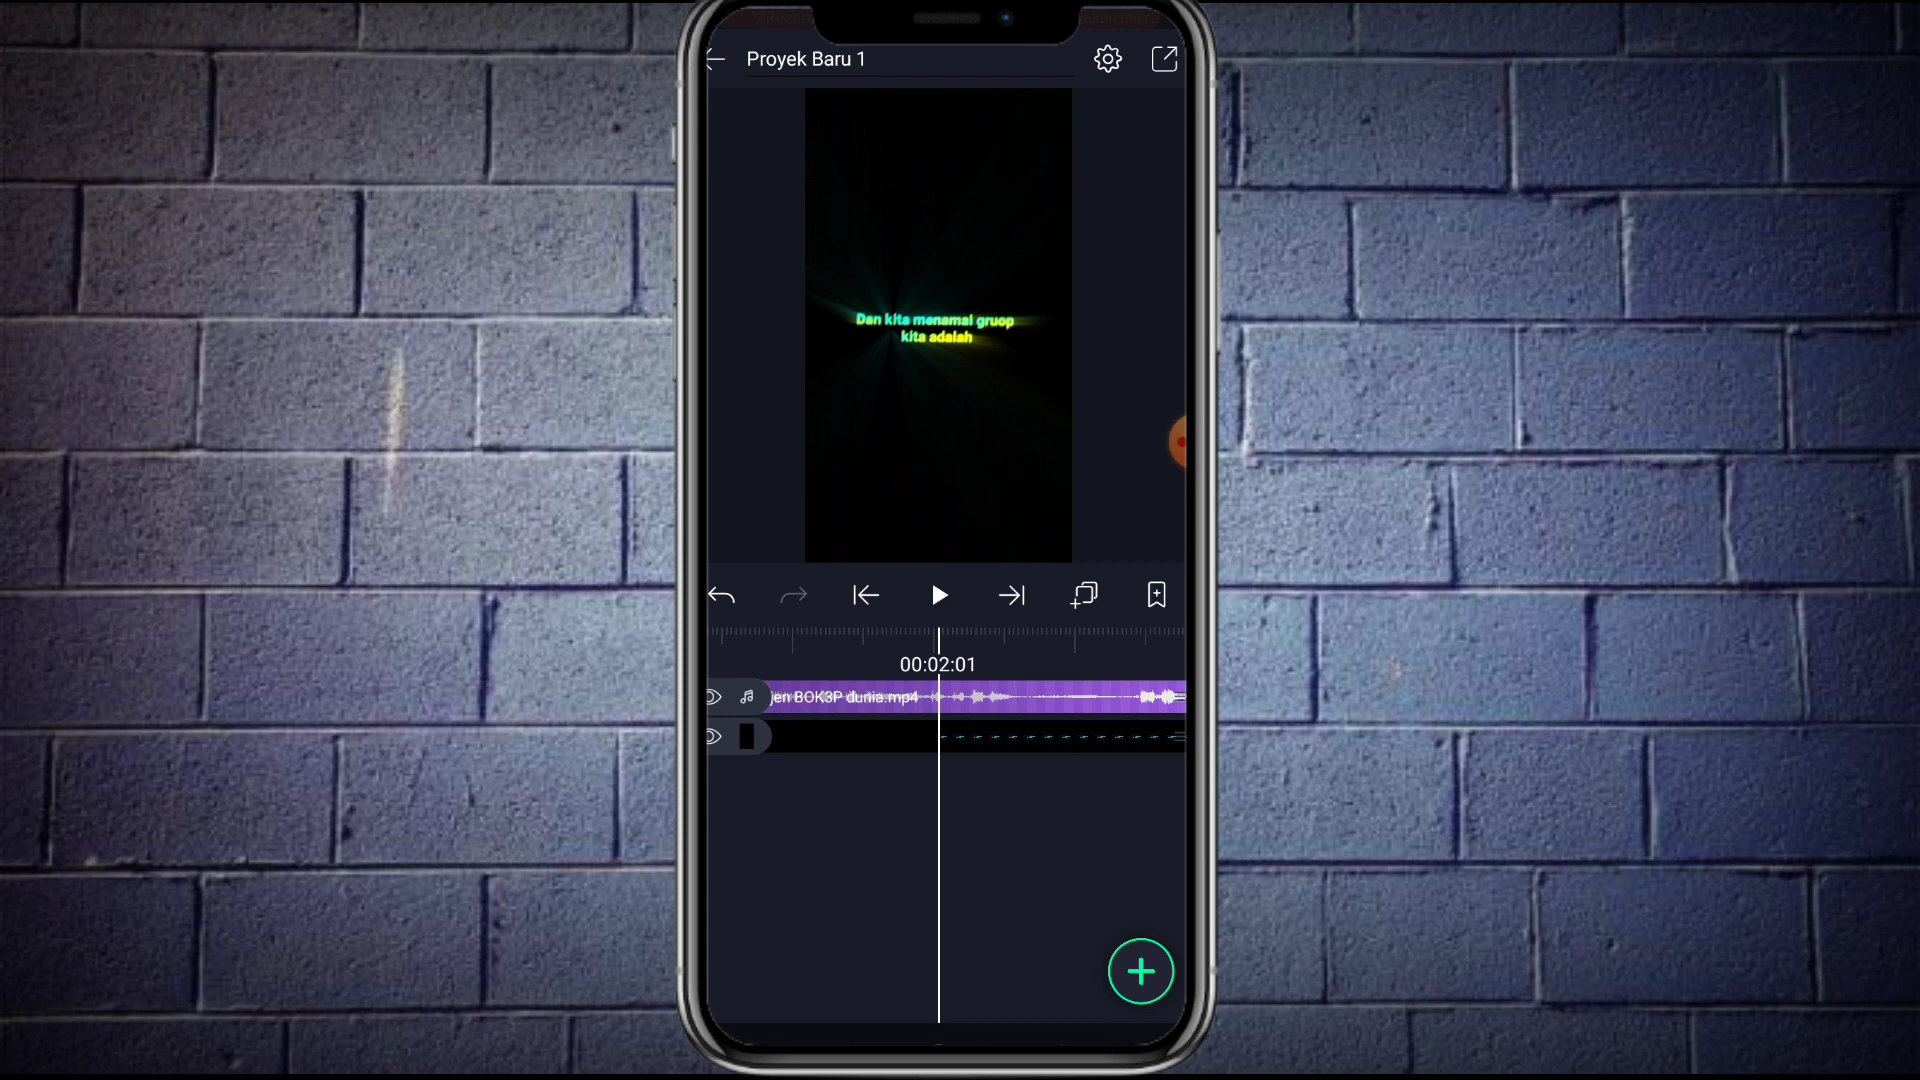 Proyek Baru 1
Dan kita menamai gruop
kita adalah
00:02:01
jen BOK3P dunia.mp4